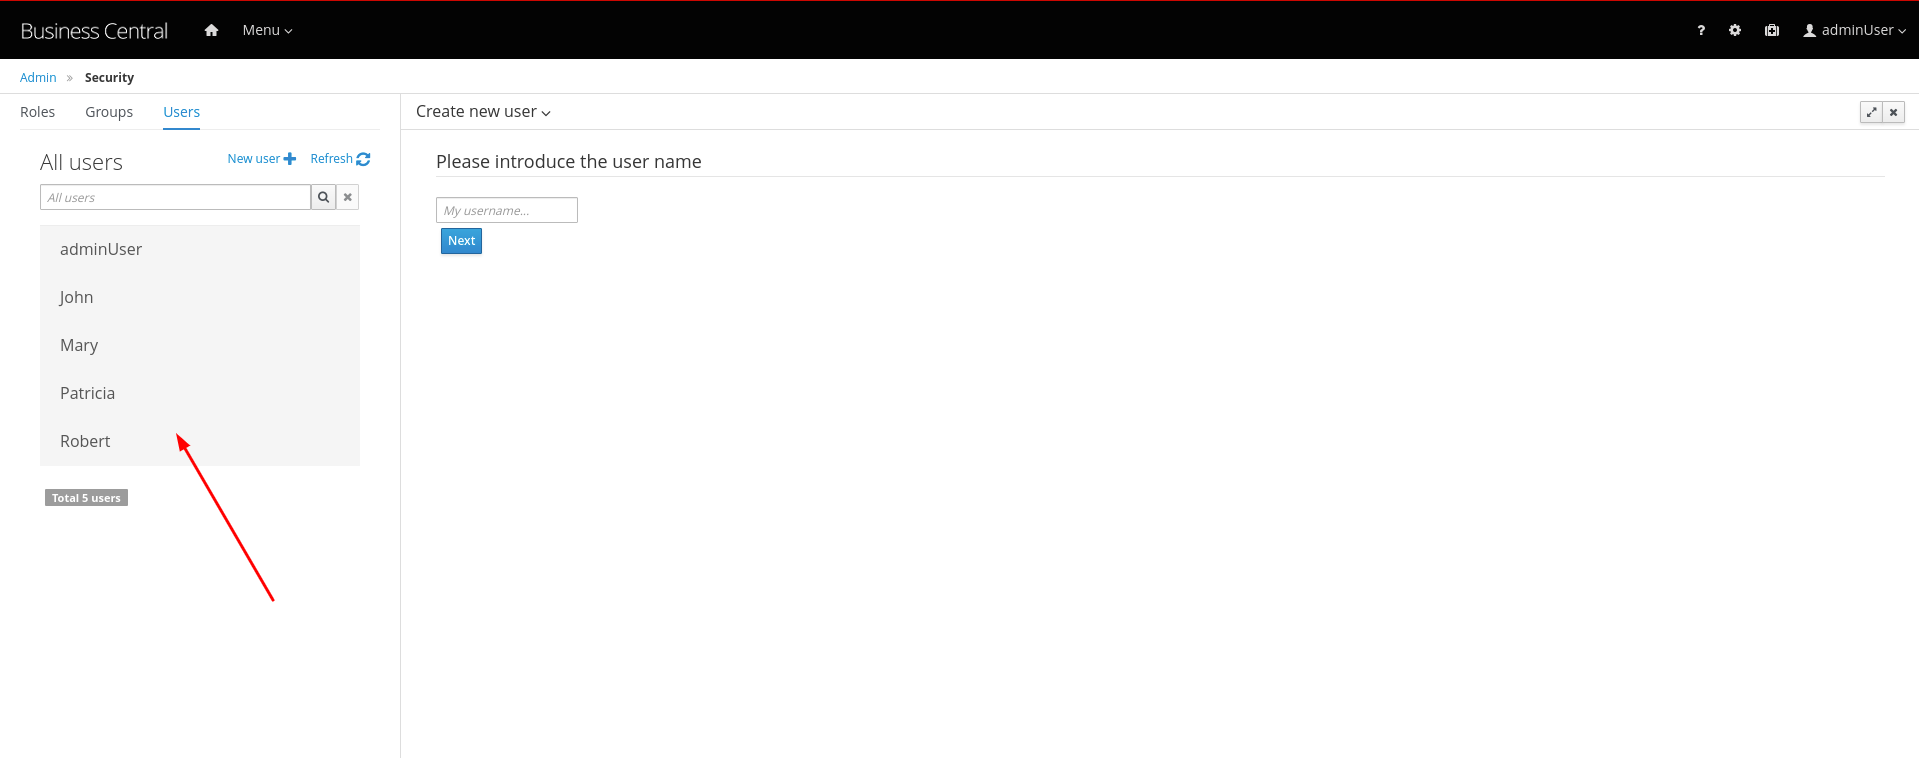 Business Central Menu ? adminUser
Admin » Security
Roles Groups Users
Create new user
All users New user Refresh
All users
adminUser
John
Mary
Patricia
Robert
Total 5 users
Please introduce the user name
My username...
Next